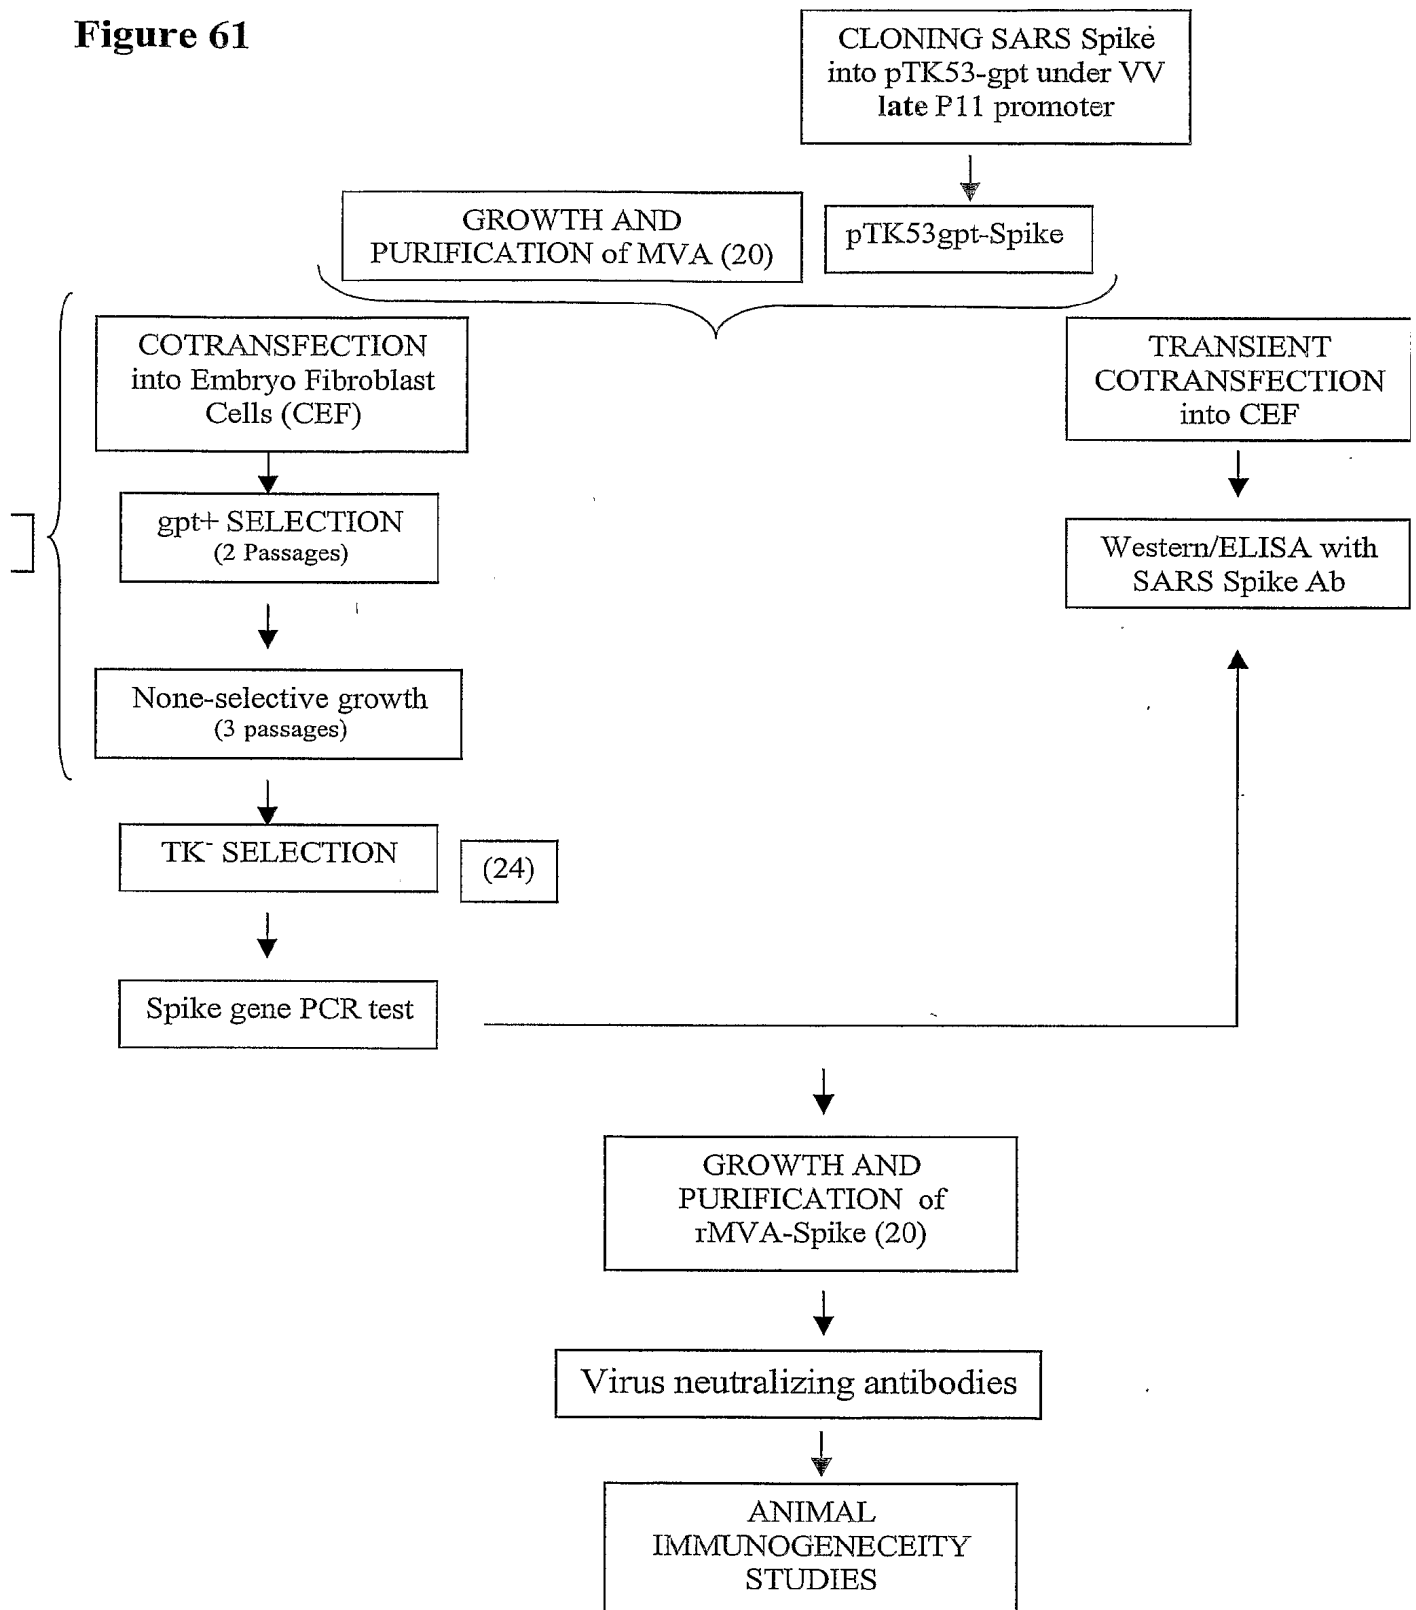 Figure 61
CLONING SARS Spike
into pTK53-gpt under VV
late P11 promoter
GROWTH AND
PURIFICATION of MVA (20)
pTK53gpt-Spike
COTRANSFECTION
into Embryo Fibroblast
Cells (CEF)
TRANSIENT
COTRANSFECTION
into CEF
gpt+ SELECTION
(2 Passages)
Western/ELISA with
SARS Spike Ab
None-selective growth
(3 passages)
TK⁻ SELECTION
(24)
Spike gene PCR test
GROWTH AND
PURIFICATION of
rMVA-Spike (20)
Virus neutralizing antibodies
ANIMAL
IMMUNOGENECEITY
STUDIES